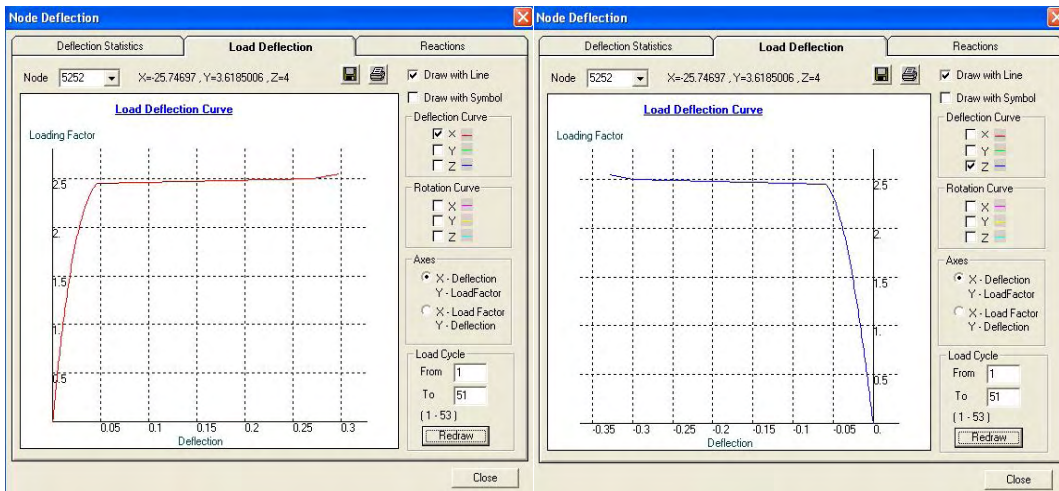 Node Deflection
Deflection Statistics
Load Deflection
Reactions
Node 5252 X=-25.74697 , Y=3.6185006 , Z=4
Load Deflection Curve
Loading Factor
2.5
2.
1.5
1.
0.5
0.05 0.1 0.15 0.2 0.25 0.3
Deflection
Draw with Line
Draw with Symbol
Deflection Curve
X
Y
Z
Rotation Curve
X
Y
Z
Axes
X - Deflection
Y - LoadFactor
X - Load Factor
Y - Deflection
Load Cycle
From 1
To 51
( 1 - 53 )
Redraw
Close
Node Deflection
Deflection Statistics
Load Deflection
Reactions
Node 5252 X=-25.74697 , Y=3.6185006 , Z=4
Load Deflection Curve
Loading Factor
2.5
2.
1.5
1.
0.5
-0.35 -0.3 -0.25 -0.2 -0.15 -0.1 -0.05 0.
Deflection
Draw with Line
Draw with Symbol
Deflection Curve
X
Y
Z
Rotation Curve
X
Y
Z
Axes
X - Deflection
Y - LoadFactor
X - Load Factor
Y - Deflection
Load Cycle
From 1
To 51
( 1 - 53 )
Redraw
Close